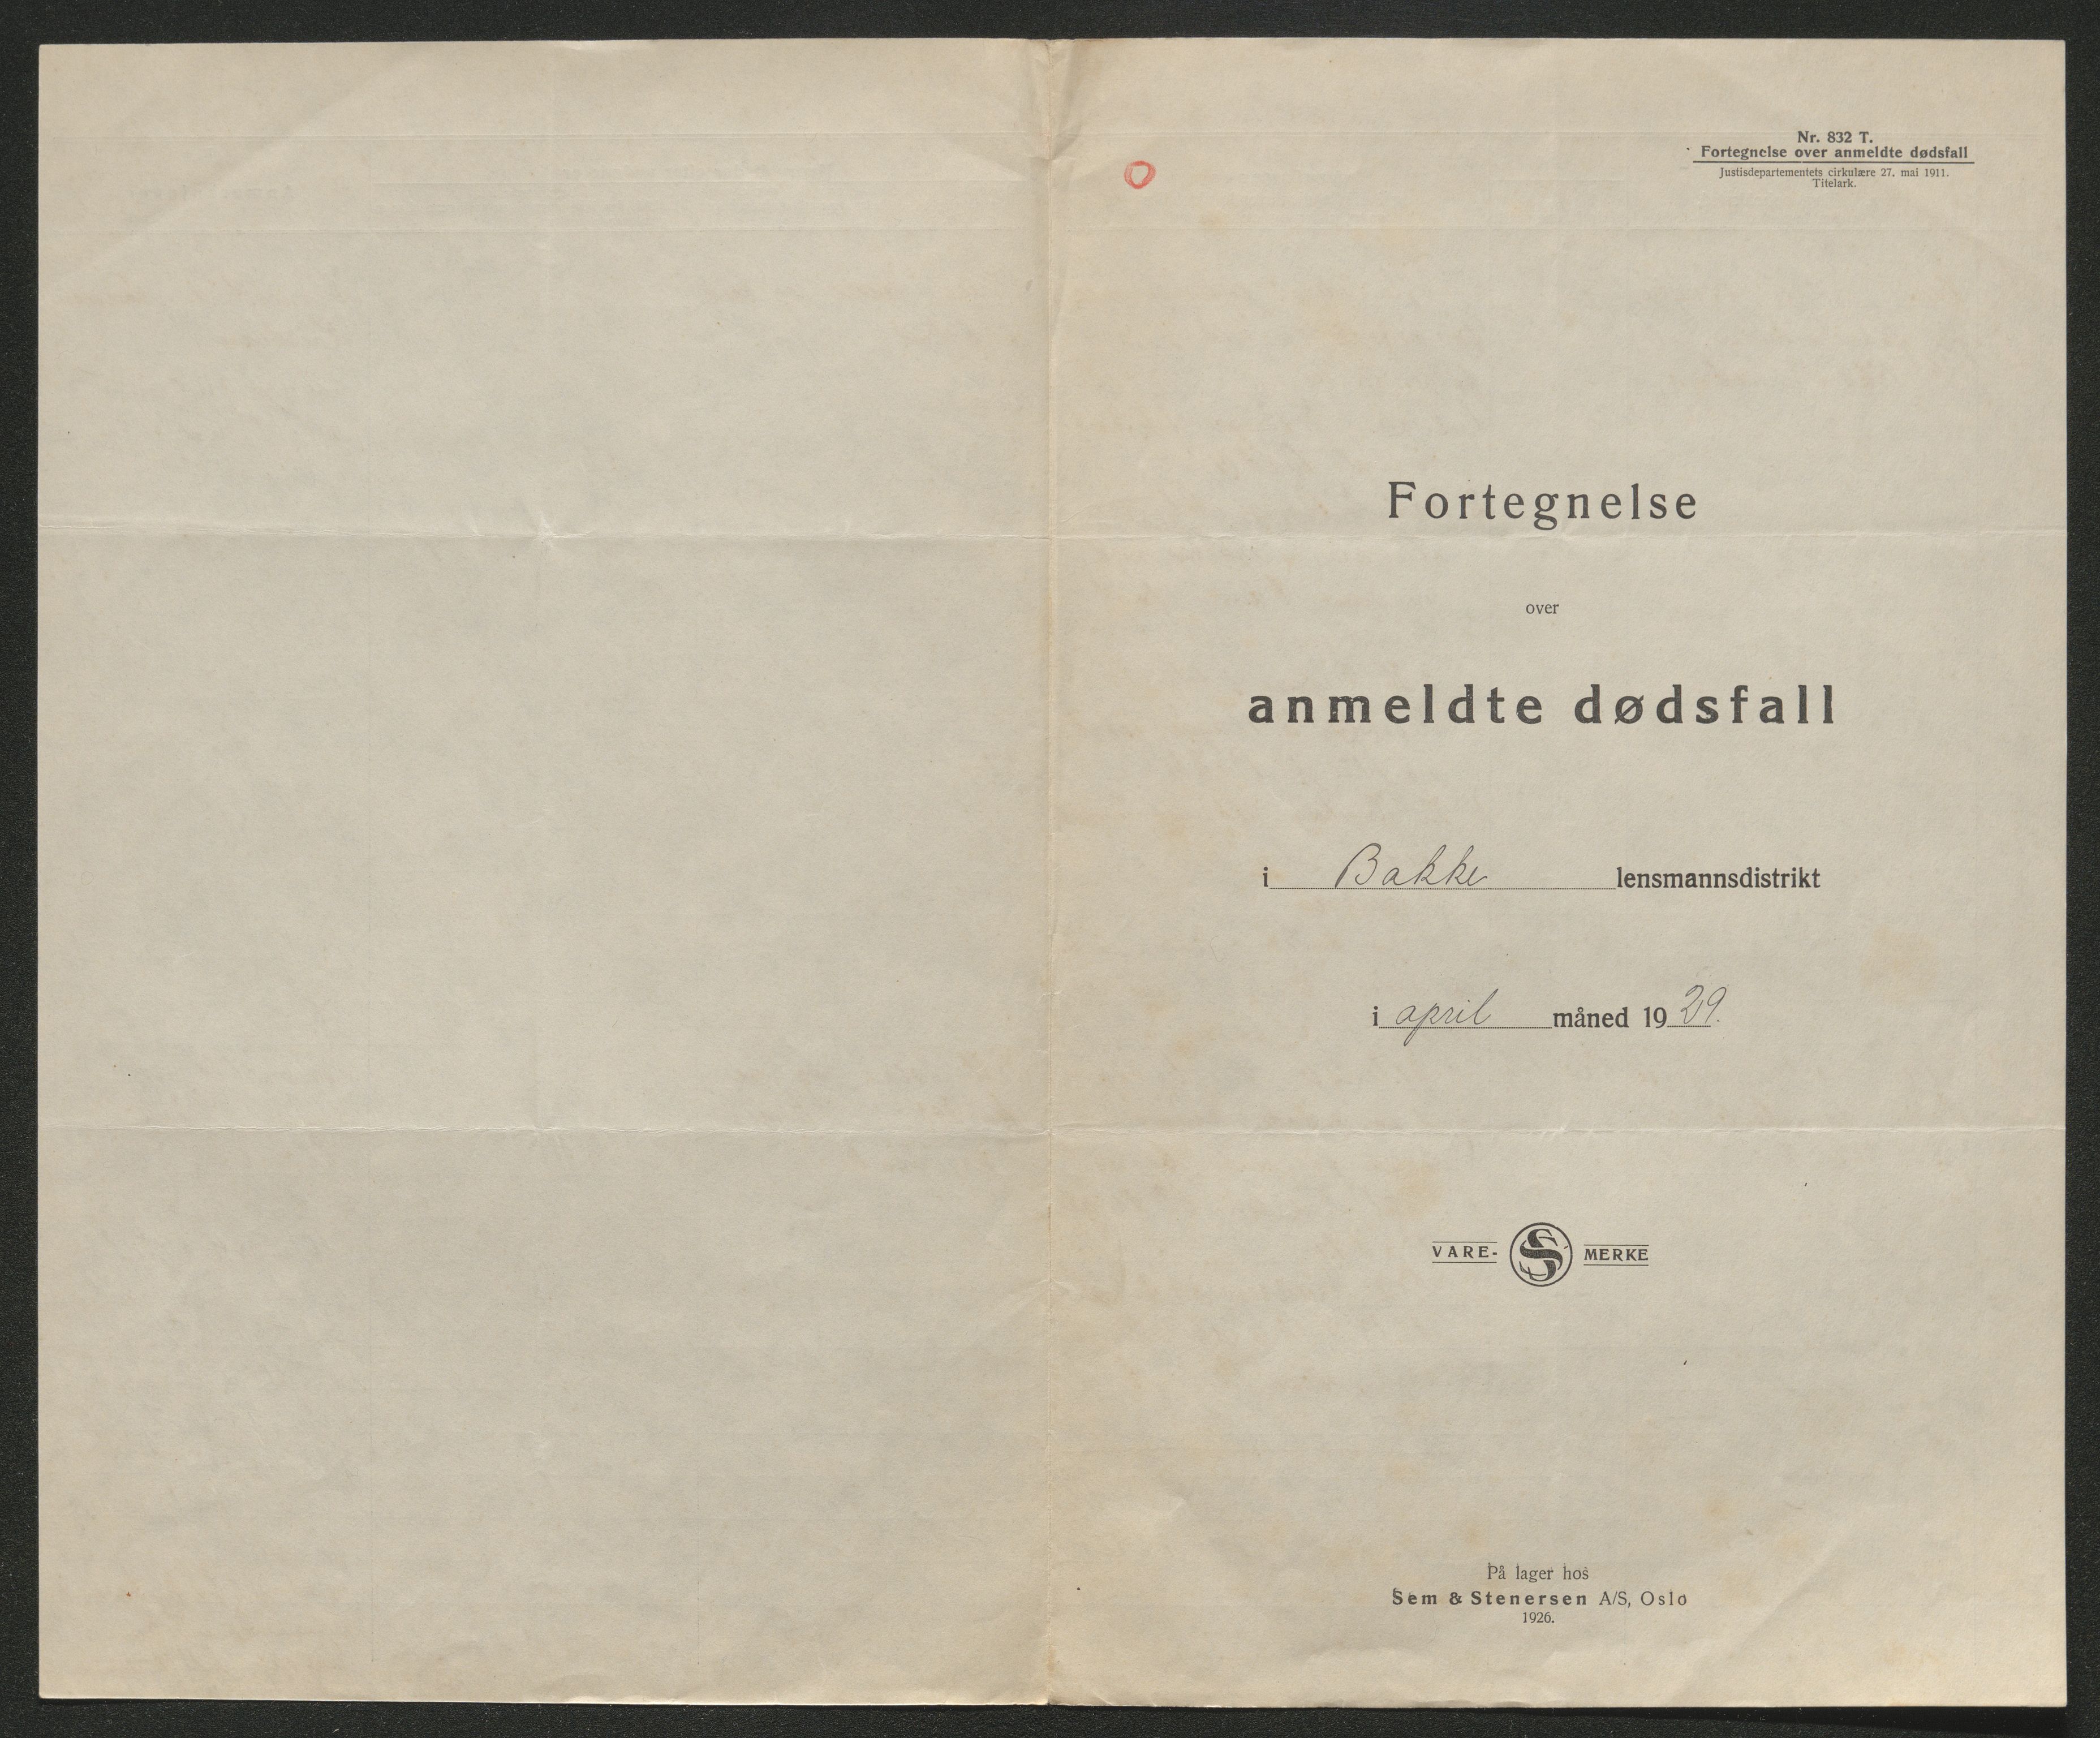 Nr. 832 T.
Fortegnelse over anmeldte dødsfall
Justisdepartementets cirkulære 27. mai 1911.
Titelark.
Fortegnelse
over
anmeldte dødsfall
i Bakke lensmannsdistrikt
i april måned 1929.
VARE- S MERKE
På lager hos
Sem & Stenersen A/S, Oslo
1926.